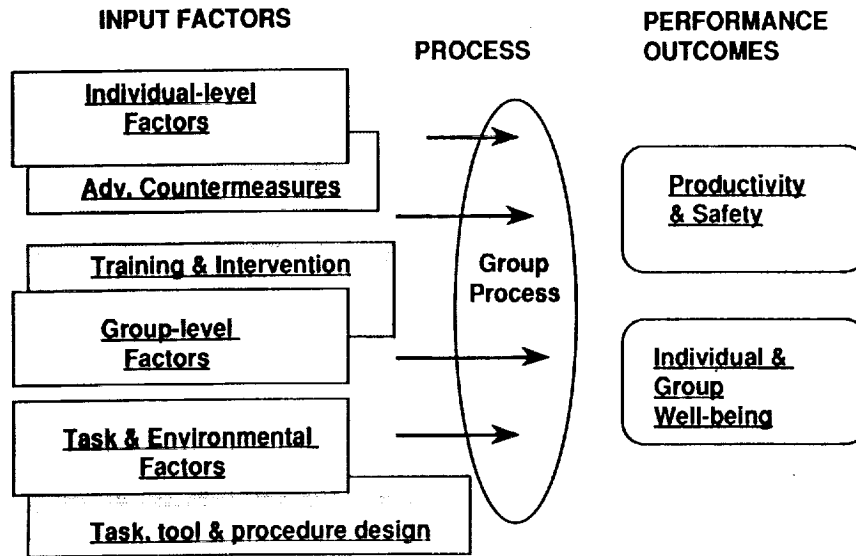 INPUT FACTORS
PROCESS
PERFORMANCE
OUTCOMES
Individual-level
Factors
Adv. Countermeasures
Training & Intervention
Group-level
Factors
Task & Environmental
Factors
Task, tool & procedure design
Group
Process
Productivity
& Safety
Individual &
Group
Well-being